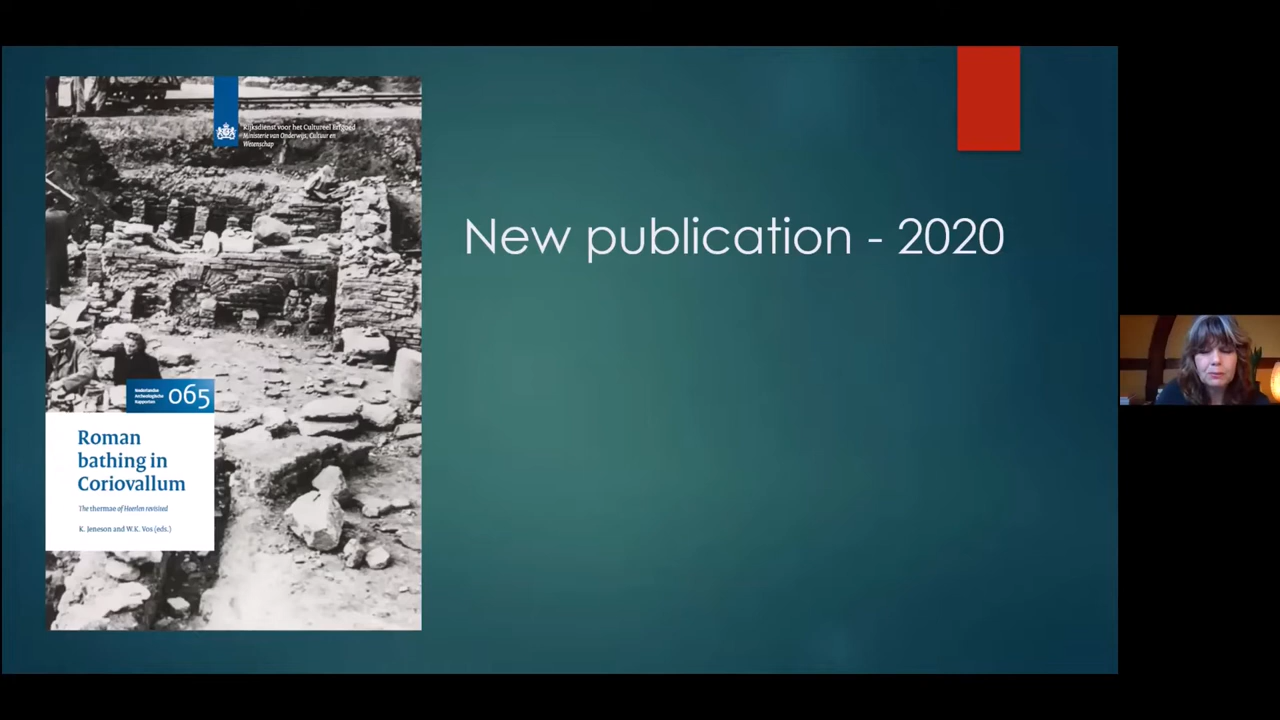 Rijksdienst voor het Cultureel Erfgoed
Ministerie van Onderwijs, Cultuur en
Wetenschap
New publication - 2020
Nederlandse
Archeologische
Rapporten
065
Roman
bathing in
Coriovallum
The thermae of Heerlen revisited
K. Jeneson and W.K. Vos (eds.)